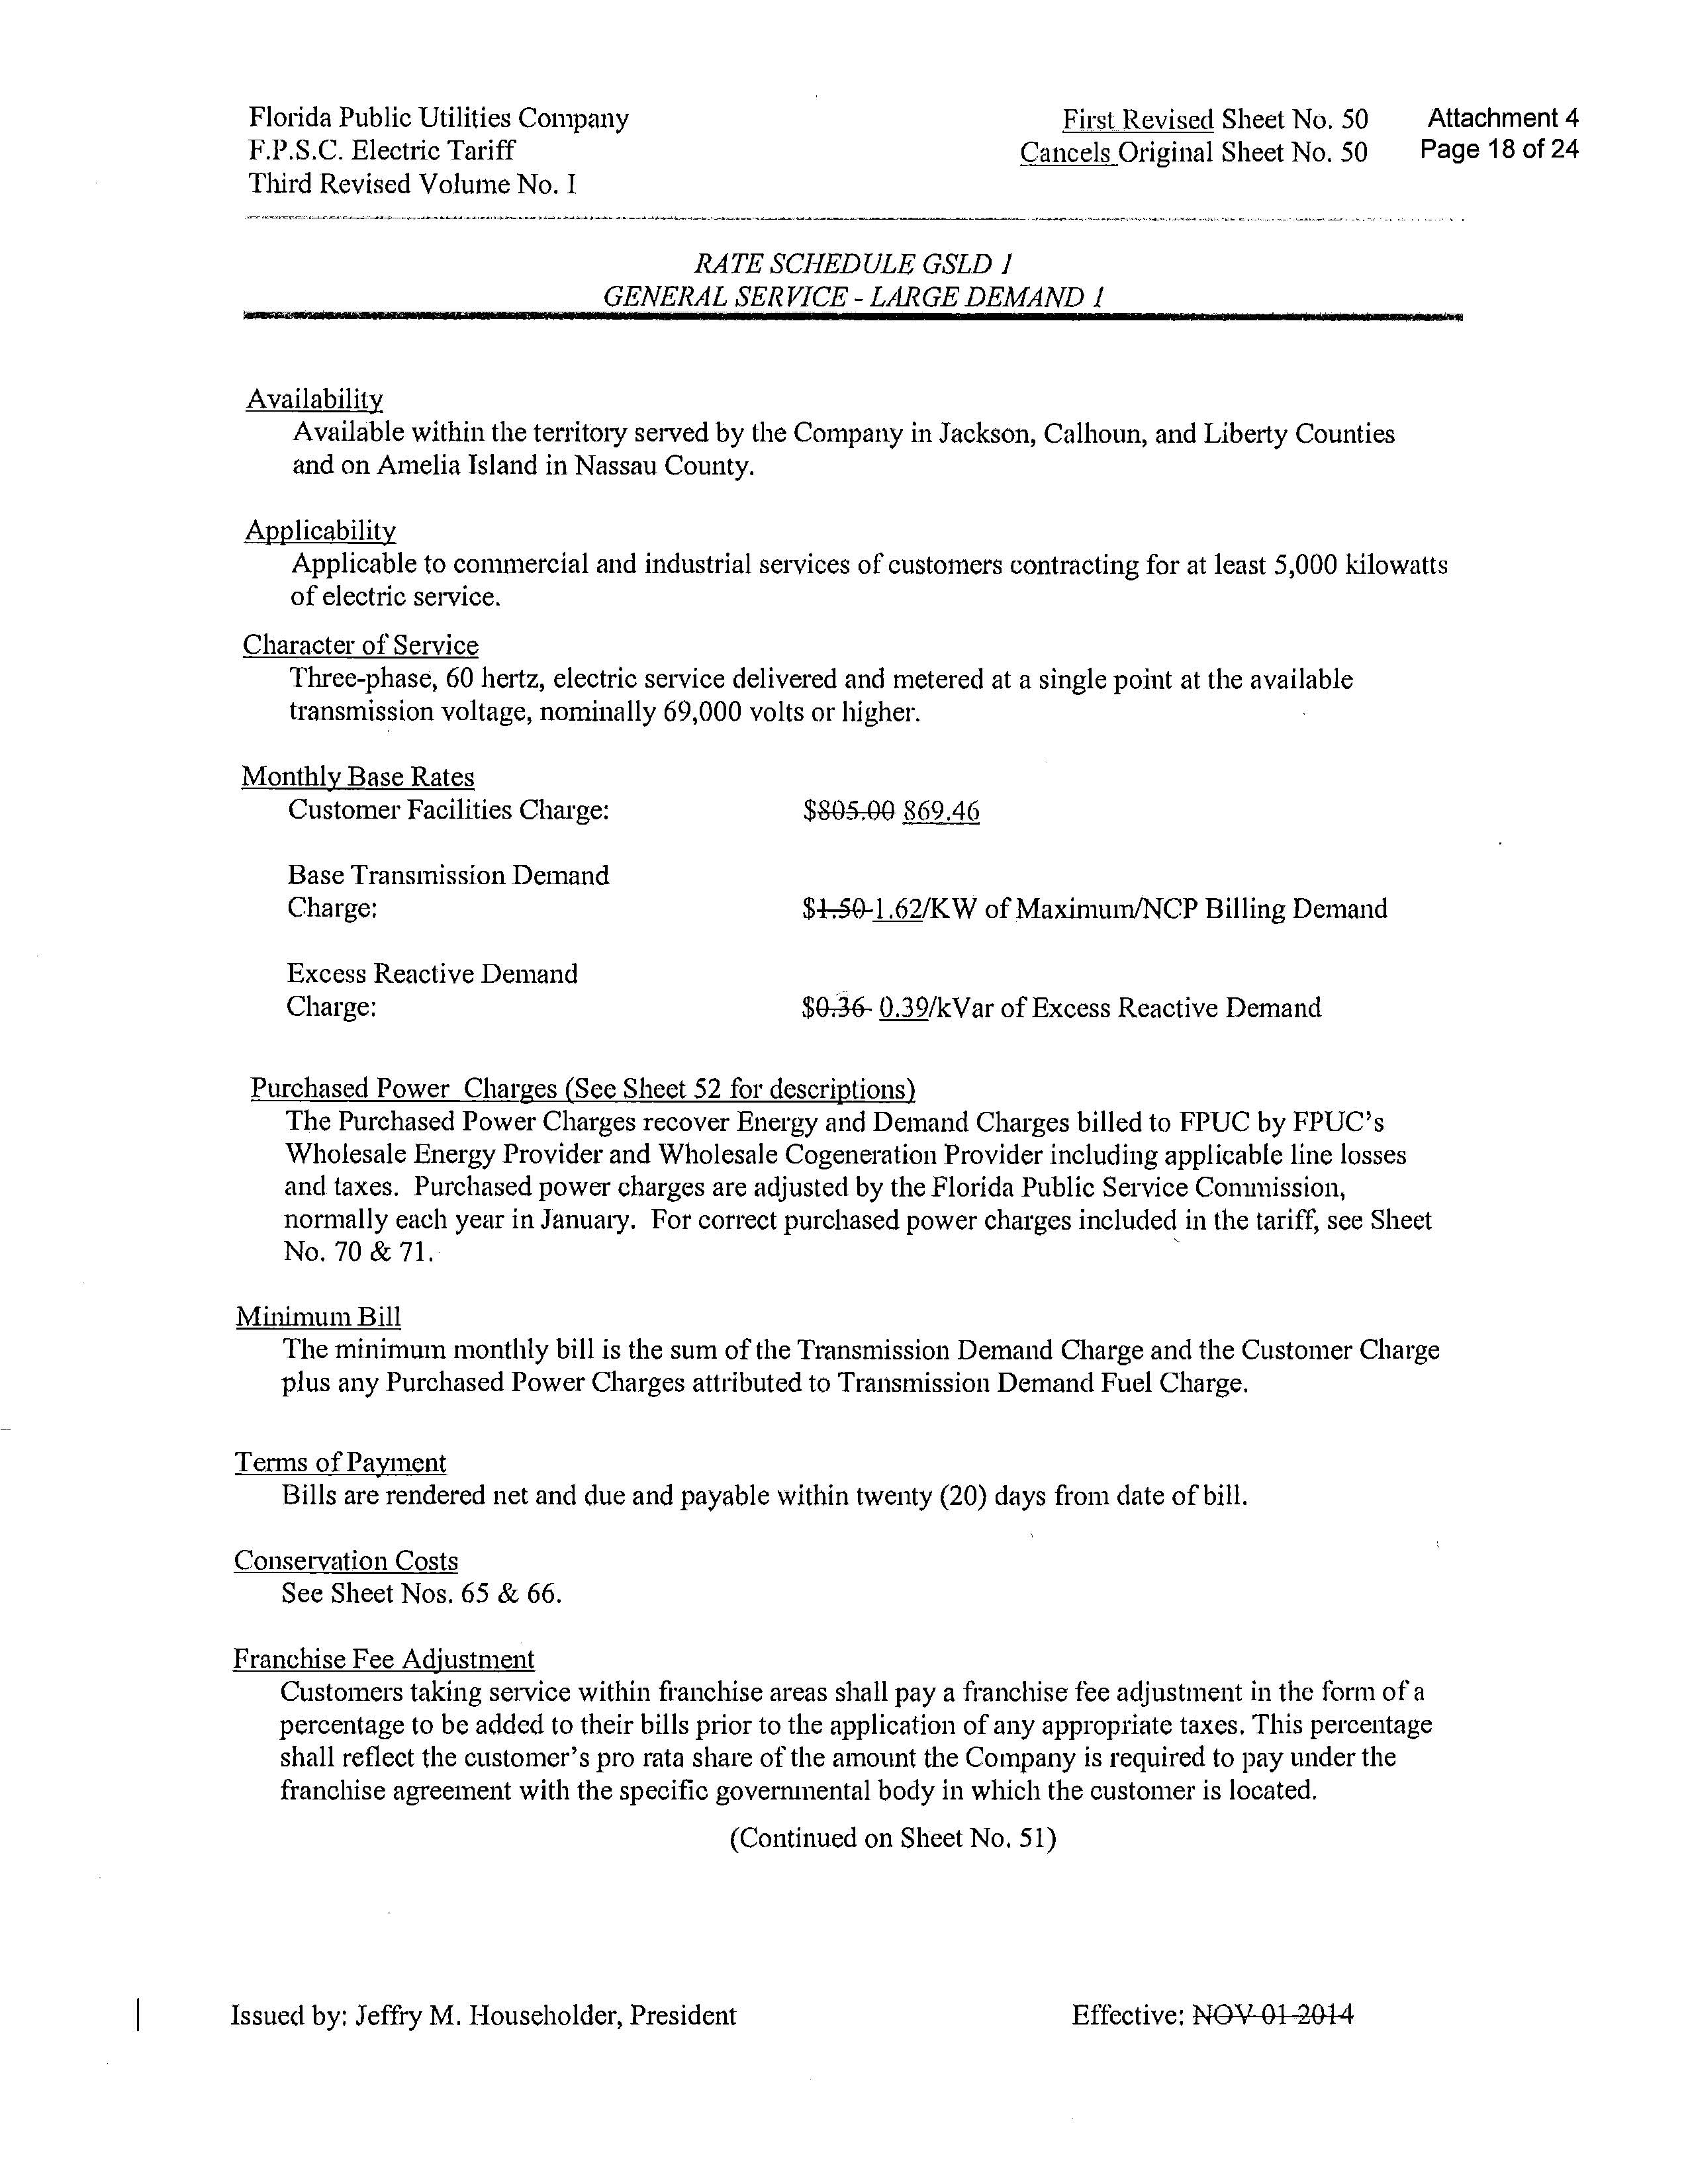 Florida Public Utilities Company
F.P.S.C. Electric Tariff
Third Revised Volume No. I
First Revised Sheet No. 50
Cancels Original Sheet No. 50
Attachment 4
Page 18 of 24
RATE SCHEDULE GSLD 1
GENERAL SERVICE - LARGE DEMAND 1
Availability
Available within the territory served by the Company in Jackson, Calhoun, and Liberty Counties
and on Amelia Island in Nassau County.
Applicability
Applicable to commercial and industrial services of customers contracting for at least 5,000 kilowatts
of electric service.
Character of Service
Three-phase, 60 hertz, electric service delivered and metered at a single point at the available
transmission voltage, nominally 69,000 volts or higher.
Monthly Base Rates
Customer Facilities Charge: $805.00 869.46
Base Transmission Demand
Charge: $1.50 1.62/KW of Maximum/NCP Billing Demand
Excess Reactive Demand
Charge: $0.36 0.39/kVar of Excess Reactive Demand
Purchased Power Charges (See Sheet 52 for descriptions)
The Purchased Power Charges recover Energy and Demand Charges billed to FPUC by FPUC's
Wholesale Energy Provider and Wholesale Cogeneration Provider including applicable line losses
and taxes. Purchased power charges are adjusted by the Florida Public Service Commission,
normally each year in January. For correct purchased power charges included in the tariff, see Sheet
No. 70 & 71.
Minimum Bill
The minimum monthly bill is the sum of the Transmission Demand Charge and the Customer Charge
plus any Purchased Power Charges attributed to Transmission Demand Fuel Charge.
Terms of Payment
Bills are rendered net and due and payable within twenty (20) days from date of bill.
Conservation Costs
See Sheet Nos. 65 & 66.
Franchise Fee Adjustment
Customers taking service within franchise areas shall pay a franchise fee adjustment in the form of a
percentage to be added to their bills prior to the application of any appropriate taxes. This percentage
shall reflect the customer's pro rata share of the amount the Company is required to pay under the
franchise agreement with the specific governmental body in which the customer is located.
(Continued on Sheet No. 51)
Issued by: Jeffry M. Householder, President
Effective: NOV 01 2014